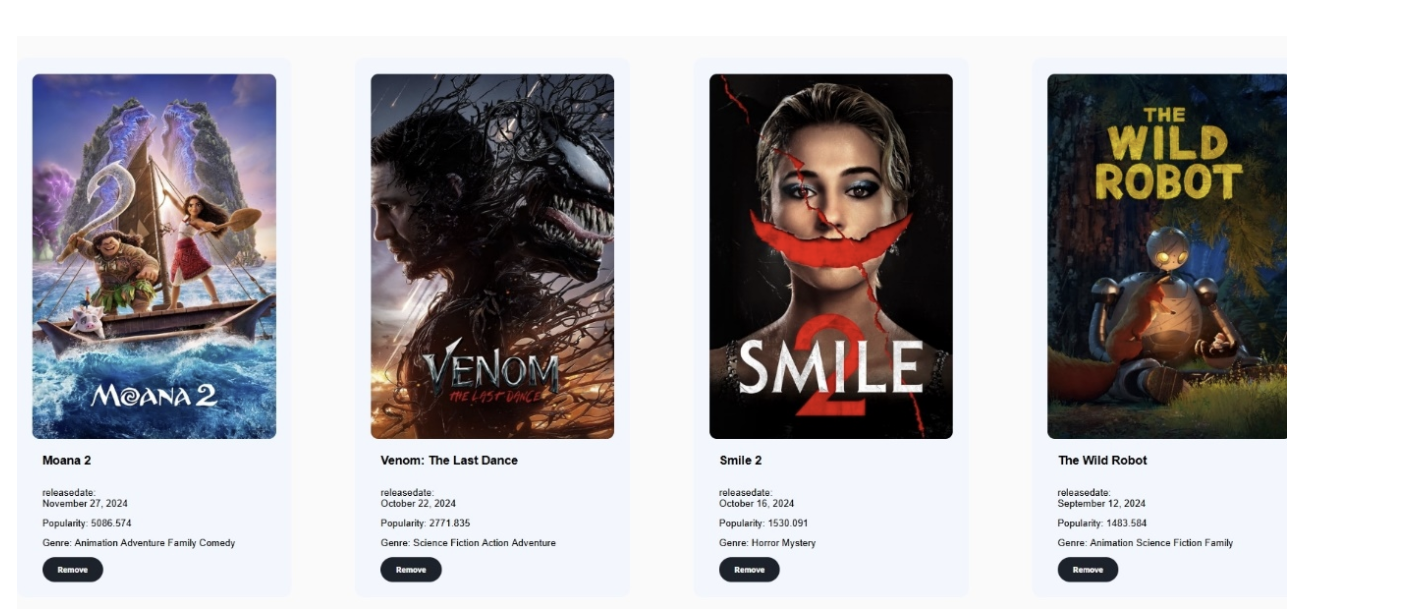 MOANA 2
VENOM
THE LAST DANCE
SMILE
2
THE
WILD
ROBOT
Moana 2
releasedate:
November 27, 2024
Popularity: 5086.574
Genre: Animation Adventure Family Comedy
Remove
Venom: The Last Dance
releasedate:
October 22, 2024
Popularity: 2771.835
Genre: Science Fiction Action Adventure
Remove
Smile 2
releasedate:
October 16, 2024
Popularity: 1530.091
Genre: Horror Mystery
Remove
The Wild Robot
releasedate:
September 12, 2024
Popularity: 1483.584
Genre: Animation Science Fiction Family
Remove